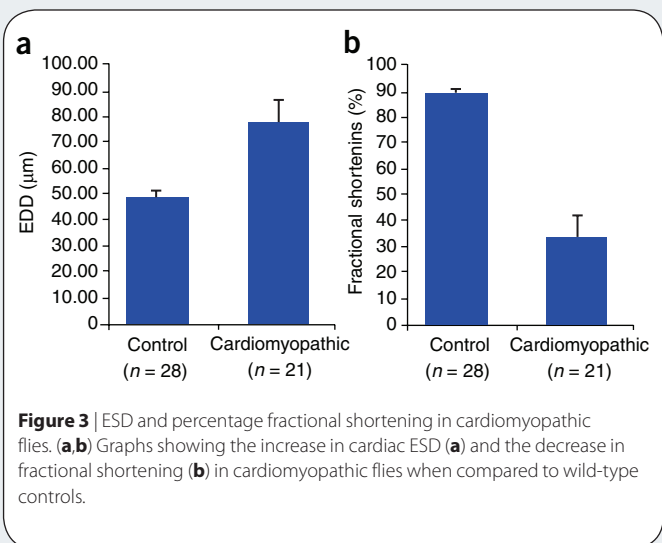 a
100.00
90.00
80.00
70.00
60.00
50.00
40.00
30.00
20.00
10.00
0
EDD (µm)
Control
(n = 28)
Cardiomyopathic
(n = 21)
b
100
90
80
70
60
50
40
30
20
10
0
Fractional shortenins (%)
Control
(n = 28)
Cardiomyopathic
(n = 21)
Figure 3 | ESD and percentage fractional shortening in cardiomyopathic
flies. (a,b) Graphs showing the increase in cardiac ESD (a) and the decrease in
fractional shortening (b) in cardiomyopathic flies when compared to wild-type
controls.